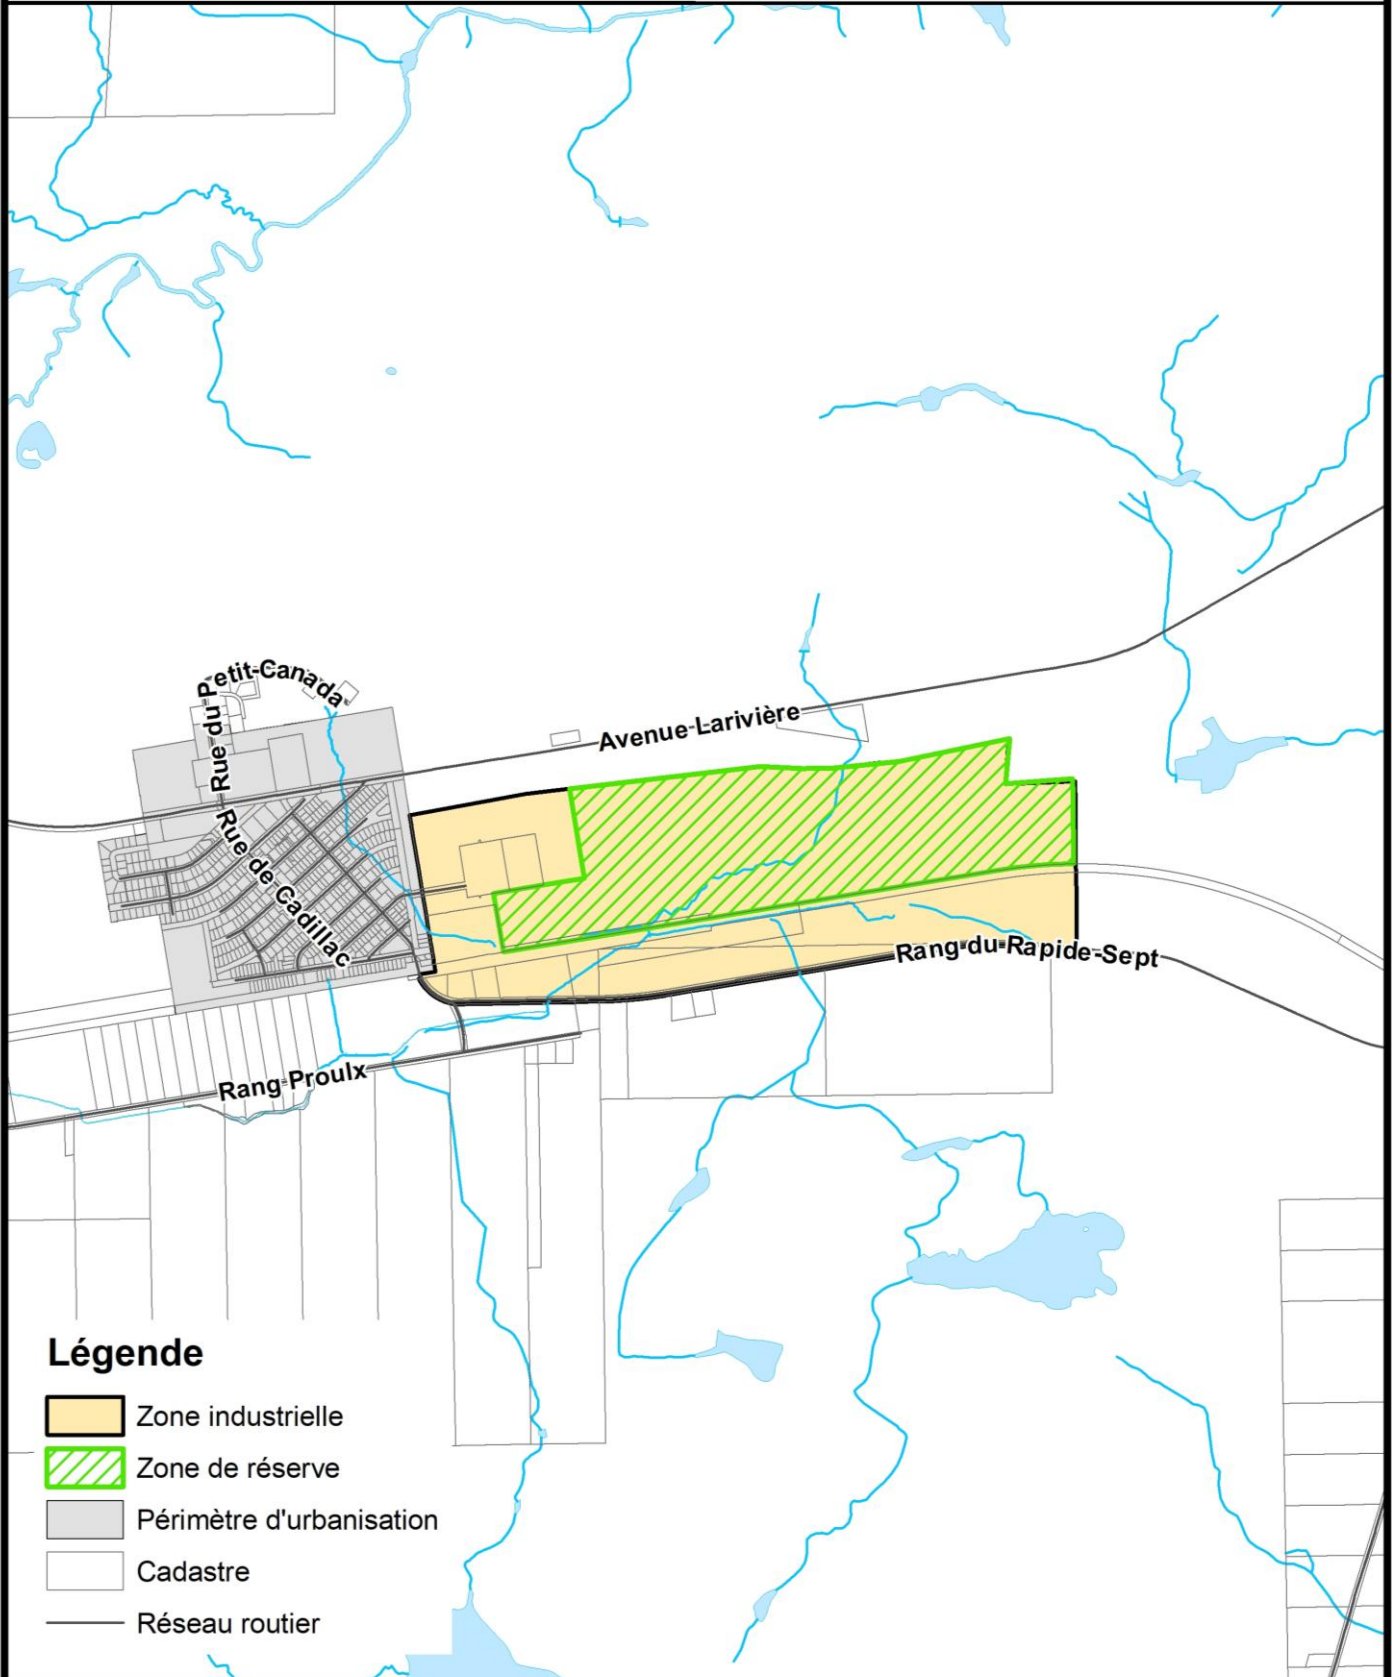 Rue du Petit-Canada
Avenue Larivière
Rue de Cadillac
Rang du Rapide-Sept
Rang Proulx
Légende
Zone industrielle
Zone de réserve
Périmètre d'urbanisation
Cadastre
Réseau routier